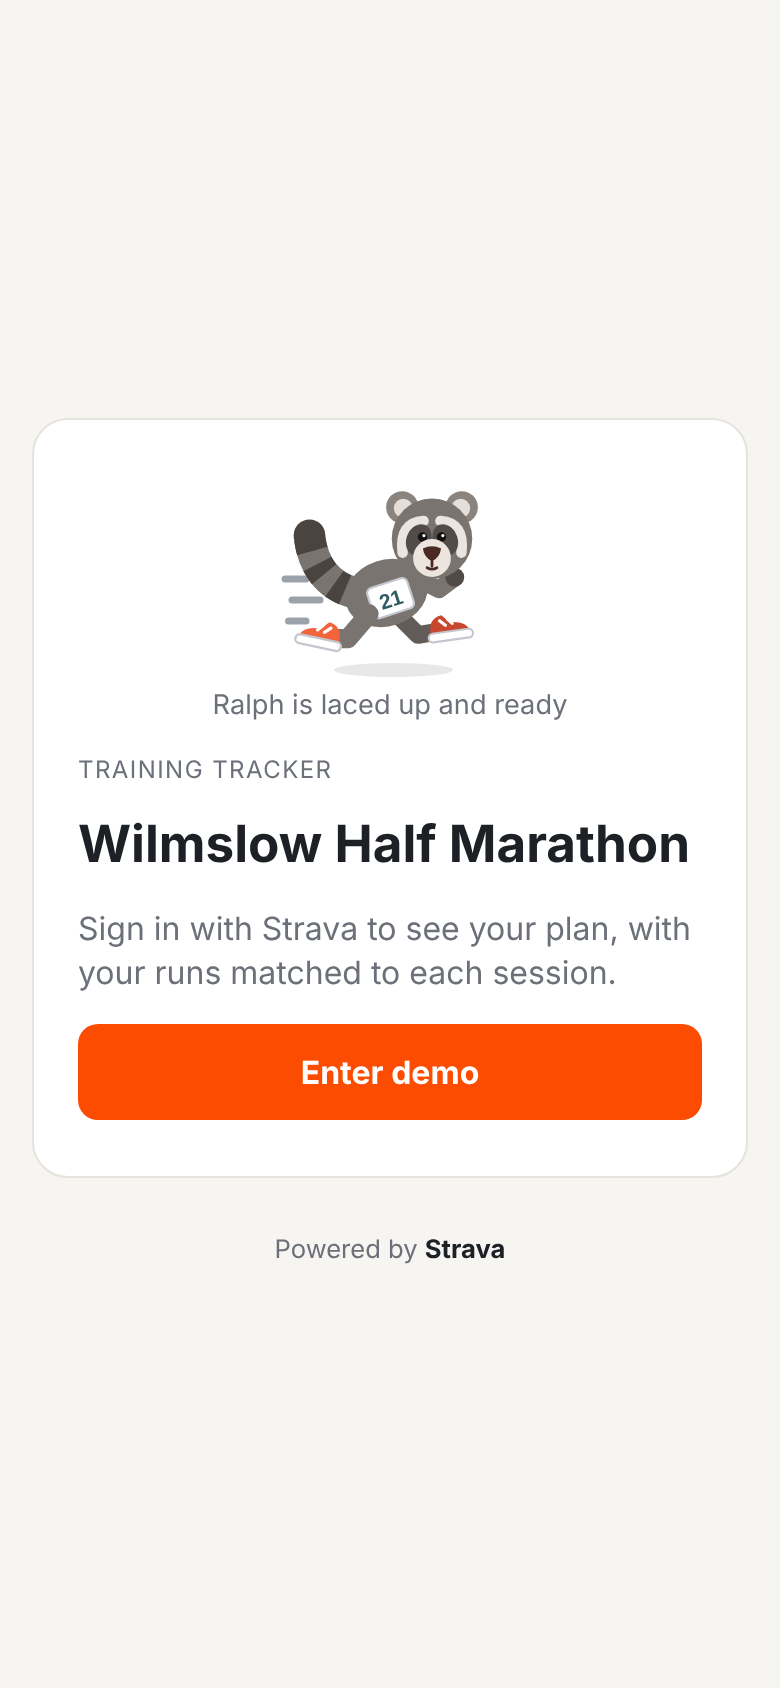 21
Ralph is laced up and ready
TRAINING TRACKER
Wilmslow Half Marathon
Sign in with Strava to see your plan, with
your runs matched to each session.
Enter demo
Powered by Strava